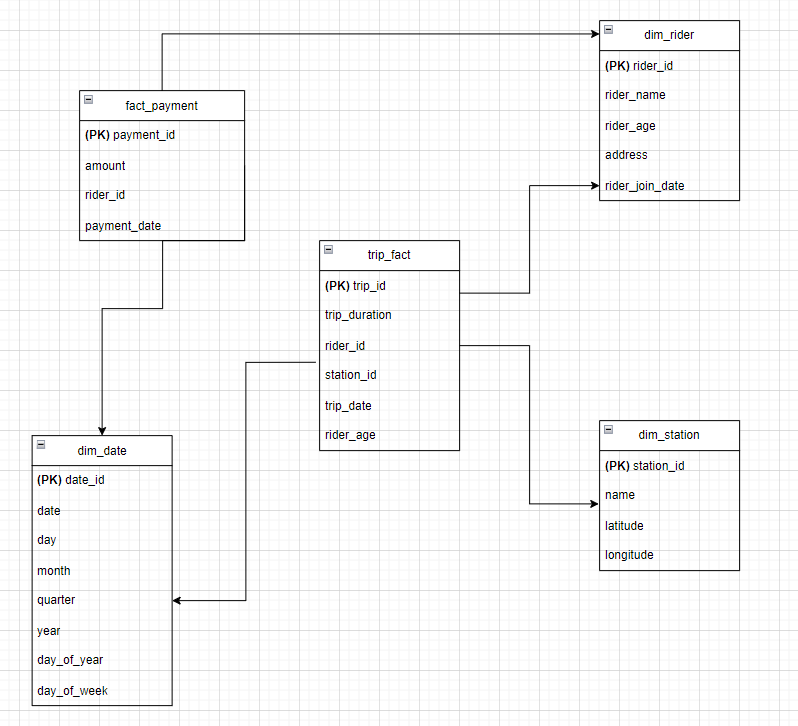 dim_rider
(PK) rider_id
rider_name
rider_age
address
rider_join_date
fact_payment
(PK) payment_id
amount
rider_id
payment_date
trip_fact
(PK) trip_id
trip_duration
rider_id
station_id
trip_date
rider_age
dim_date
(PK) date_id
date
day
month
quarter
year
day_of_year
day_of_week
dim_station
(PK) station_id
name
latitude
longitude